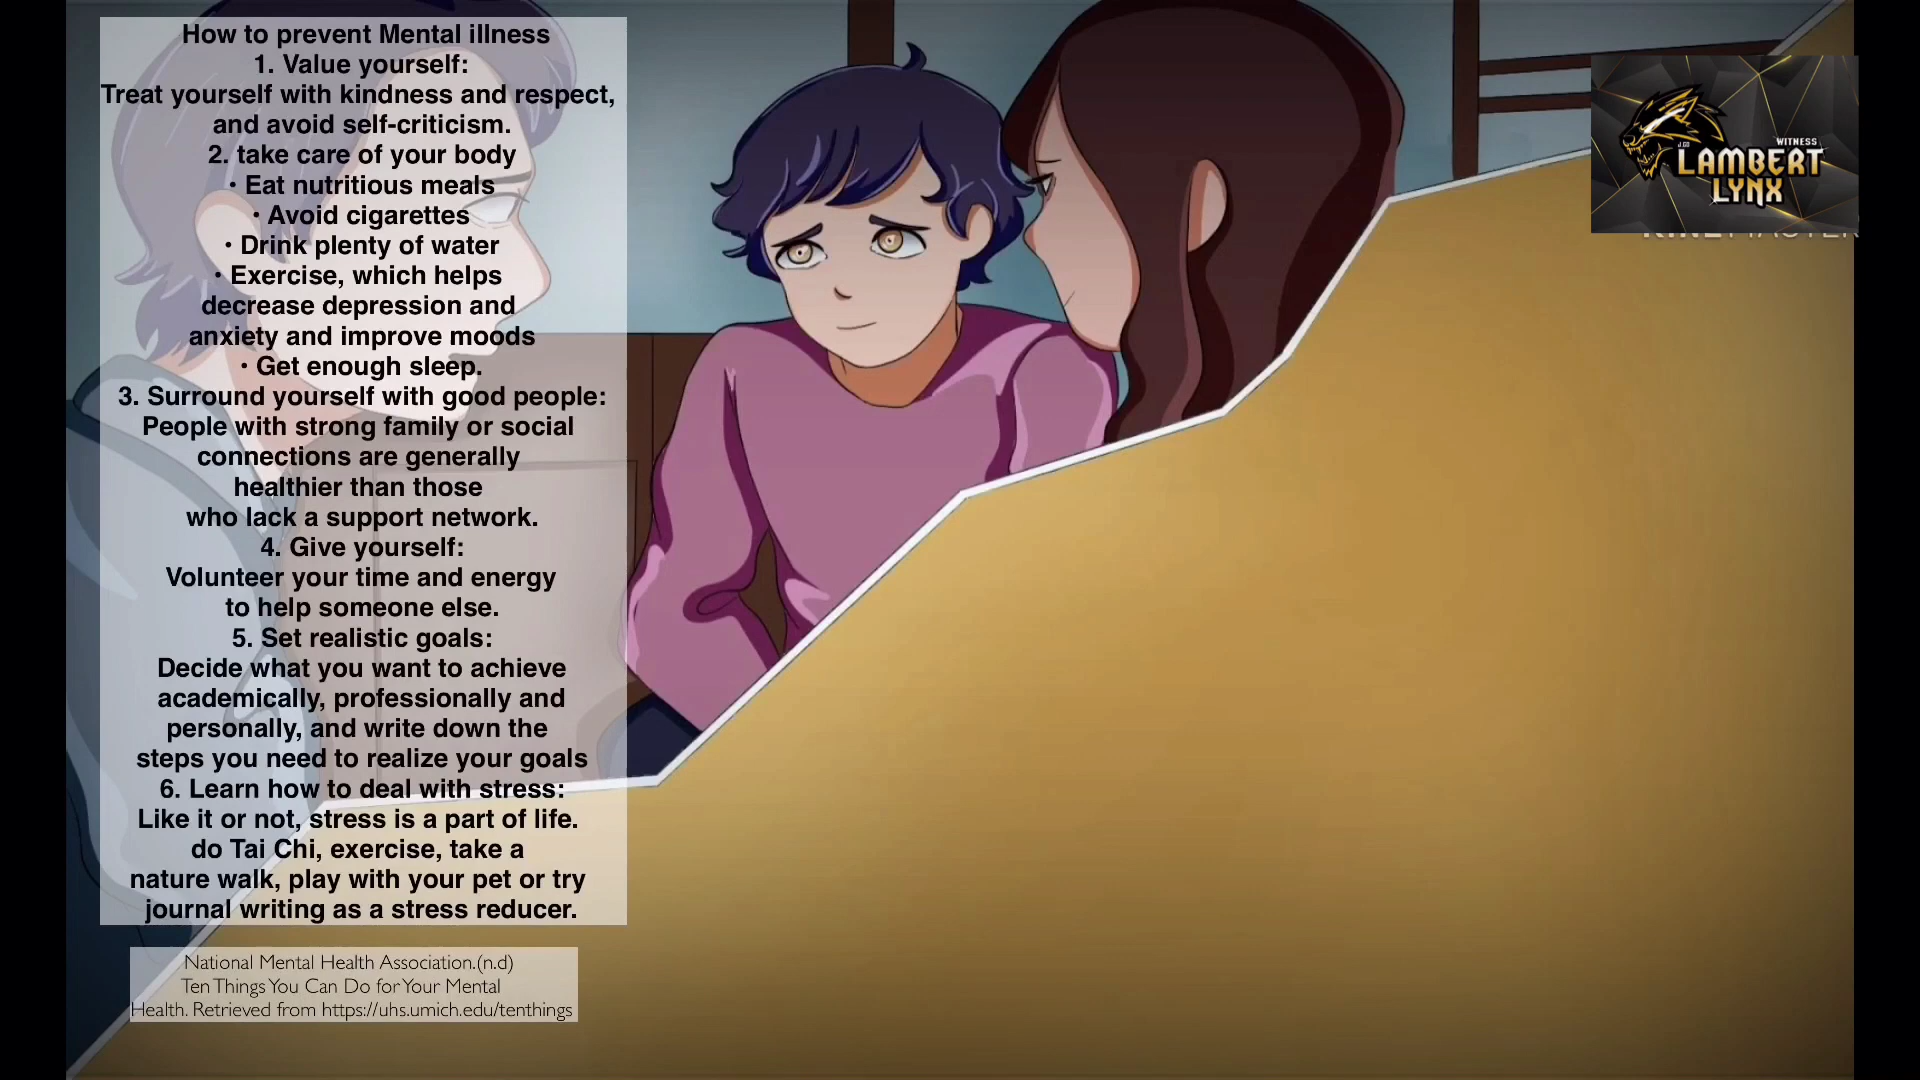 How to prevent Mental illness
1. Value yourself:
Treat yourself with kindness and respect,
and avoid self-criticism.
2. take care of your body
• Eat nutritious meals
• Avoid cigarettes
• Drink plenty of water
• Exercise, which helps
decrease depression and
anxiety and improve moods
• Get enough sleep.
3. Surround yourself with good people:
People with strong family or social
connections are generally
healthier than those
who lack a support network.
4. Give yourself:
Volunteer your time and energy
to help someone else.
5. Set realistic goals:
Decide what you want to achieve
academically, professionally and
personally, and write down the
steps you need to realize your goals
6. Learn how to deal with stress:
Like it or not, stress is a part of life.
do Tai Chi, exercise, take a
nature walk, play with your pet or try
journal writing as a stress reducer.
National Mental Health Association.(n.d)
Ten Things You Can Do for Your Mental
Health. Retrieved from https://uhs.umich.edu/tenthings
WITNESS
LAMBERT
LYNX